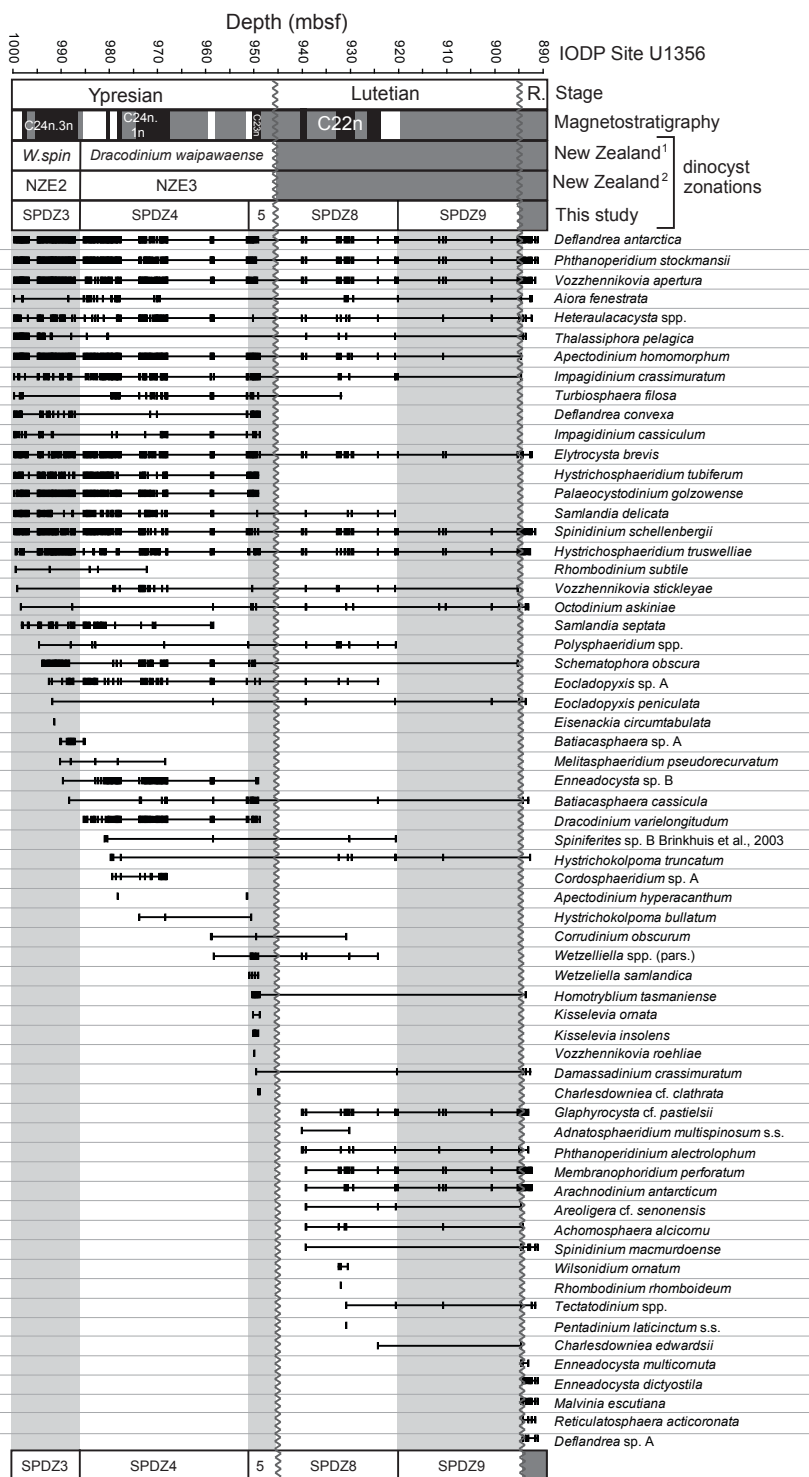 Depth (mbsf)
1000 990 980 970 960 950 940 930 920 910 900 898
IODP Site U1356
Ypresian Lutetian R. Stage
C24n.3n C24n. 1n C23n C22n Magnetostratigraphy
W.spin Dracodinium waipawaense New Zealand1
NZE2 NZE3 New Zealand2
dinocyst zonations
SPDZ3 SPDZ4 5 SPDZ8 SPDZ9 This study
Deflandrea antarctica
Phthanoperidium stockmansii
Vozzhennikovia apertura
Aiora fenestrata
Heteraulacacysta spp.
Thalassiphora pelagica
Apectodinium homomorphum
Impagidinium crassimuratum
Turbiosphaera filosa
Deflandrea convexa
Impagidinium cassiculum
Elytrocysta brevis
Hystrichosphaeridium tubiferum
Palaeocystodinium golzowense
Samlandia delicata
Spinidinium schellenbergii
Hystrichosphaeridium truswelliae
Rhombodinium subtile
Vozzhennikovia stickleyae
Octodinium askiniae
Samlandia septata
Polysphaeridium spp.
Schematophora obscura
Eocladopyxis sp. A
Eocladopyxis peniculata
Eisenackia circumtabulata
Batiacasphaera sp. A
Melitasphaeridium pseudorecurvatum
Enneadocysta sp. B
Batiacasphaera cassicula
Dracodinium varielongitudum
Spiniferites sp. B Brinkhuis et al., 2003
Hystrichokolpoma truncatum
Cordosphaeridium sp. A
Apectodinium hyperacanthum
Hystrichokolpoma bullatum
Corrudinium obscurum
Wetzelliella spp. (pars.)
Wetzeliella samlandica
Homotryblium tasmaniense
Kisselevia ornata
Kisselevia insolens
Vozzhennikovia roehliae
Damassadinium crassimuratum
Charlesdowniea cf. clathrata
Glaphyrocysta cf. pastielsii
Adnatosphaeridium multispinosum s.s.
Phthanoperidinium alectrolophum
Membranophoridium perforatum
Arachnodinium antarcticum
Areoligera cf. senonensis
Achomosphaera alcicornu
Spinidinium macmurdoense
Wilsonidium ornatum
Rhombodinium rhomboideum
Tectatodinium spp.
Pentadinium laticinctum s.s.
Charlesdowniea edwardsii
Enneadocysta multicornuta
Enneadocysta dictyostila
Malvinia escutiana
Reticulatosphaera acticoronata
Deflandrea sp. A
SPDZ3 SPDZ4 5 SPDZ8 SPDZ9